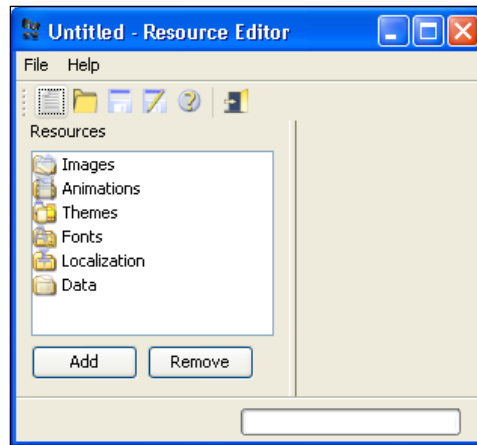 Untitled - Resource Editor
File Help
Resources
Images
Animations
Themes
Fonts
Localization
Data
Add Remove